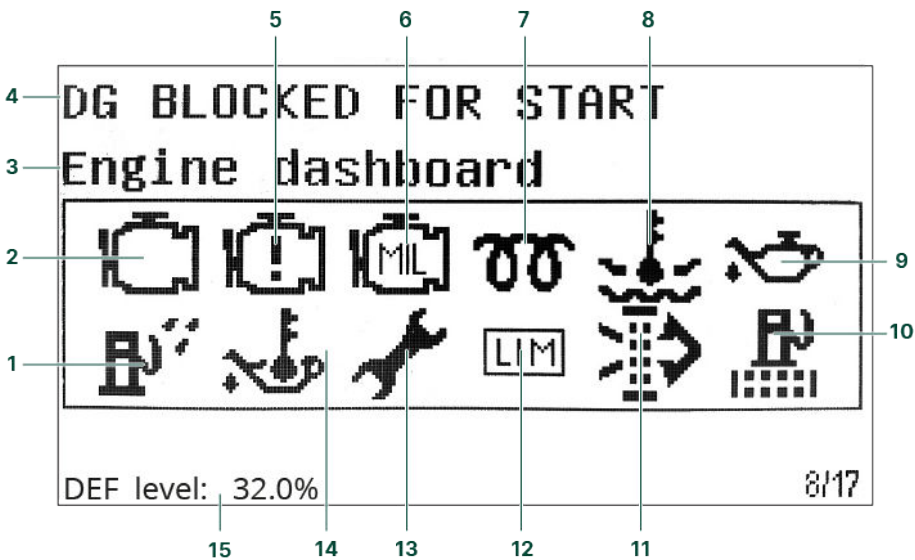 5 6 7 8
4 DG BLOCKED FOR START
3 Engine dashboard
2 MIL 9
1 LIM 10
DEF level: 32.0% 8/17
15 14 13 12 11